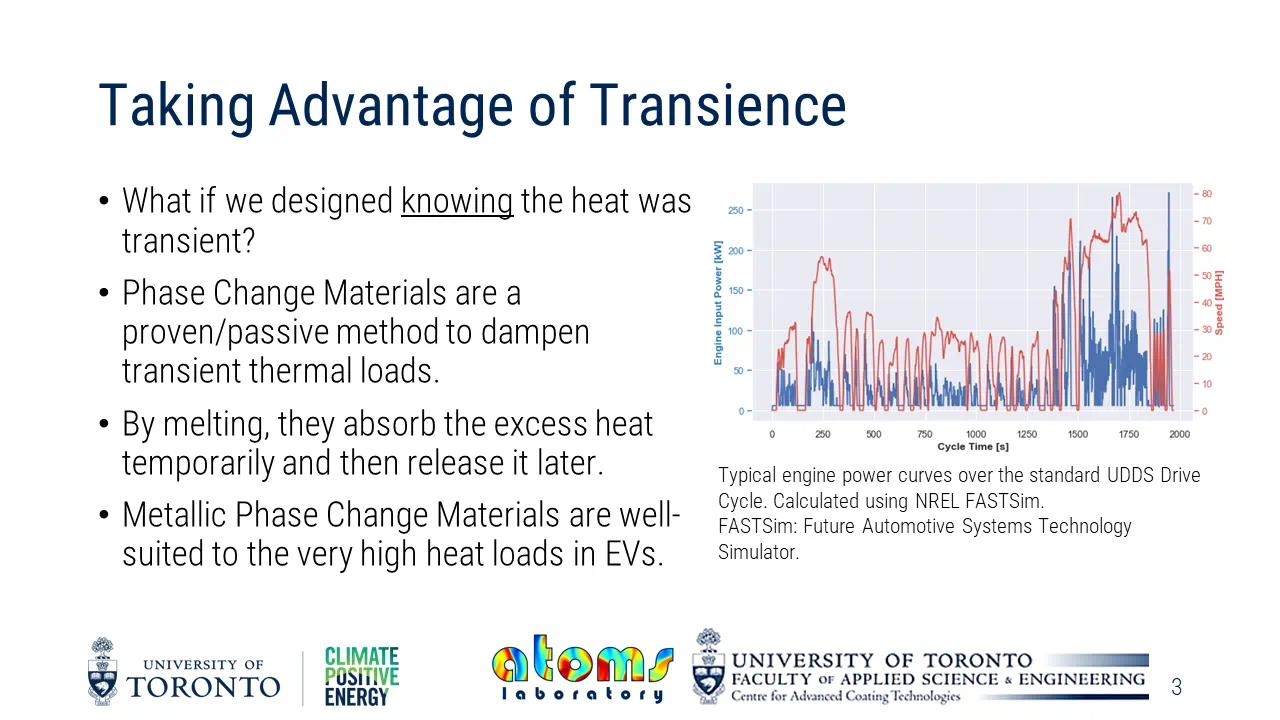 Taking Advantage of Transience
• What if we designed knowing the heat was
transient?
• Phase Change Materials are a
proven/passive method to dampen
transient thermal loads.
• By melting, they absorb the excess heat
temporarily and then release it later.
• Metallic Phase Change Materials are well-
suited to the very high heat loads in EVs.
Engine Input Power [kW]
250
200
150
100
50
0
80
70
60
50
40
30
20
10
0
Speed [MPH]
0 250 500 750 1000 1250 1500 1750 2000
Cycle Time [s]
Typical engine power curves over the standard UDDS Drive
Cycle. Calculated using NREL FASTSim.
FASTSim: Future Automotive Systems Technology
Simulator.
UNIVERSITY OF
TORONTO
CLIMATE
POSITIVE
ENERGY
atoms
laboratory
UNIVERSITY OF TORONTO
FACULTY OF APPLIED SCIENCE & ENGINEERING
Centre for Advanced Coating Technologies
3